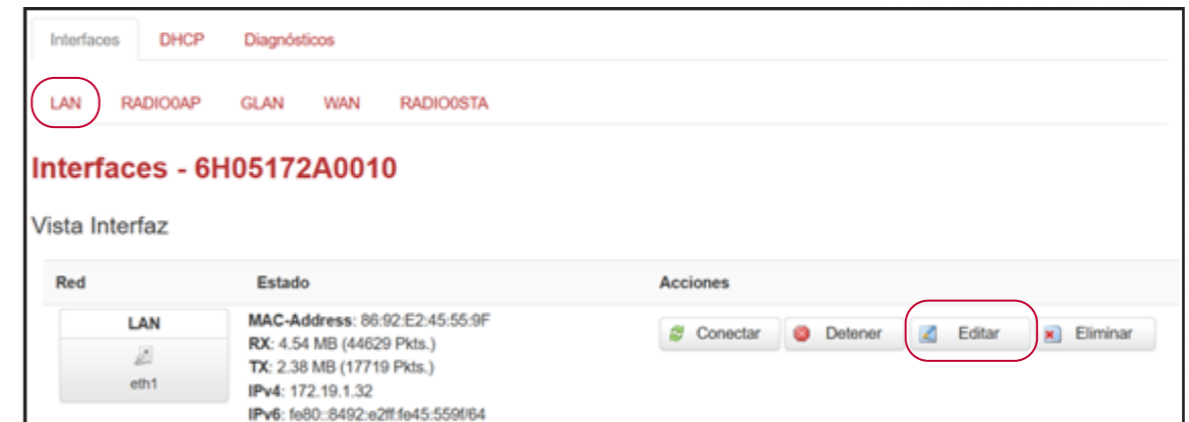 Interfaces DHCP Diagnósticos
LAN RADIO0AP GLAN WAN RADIO0STA
Interfaces - 6H05172A0010
Vista Interfaz
Red Estado Acciones
LAN
eth1
MAC-Address: 86:92:E2:45:55:9F
RX: 4.54 MB (44629 Pkts.)
TX: 2.38 MB (17719 Pkts.)
IPv4: 172.19.1.32
IPv6: fe80::8492:e2ff:fe45:559f/64
Conectar Detener Editar Eliminar